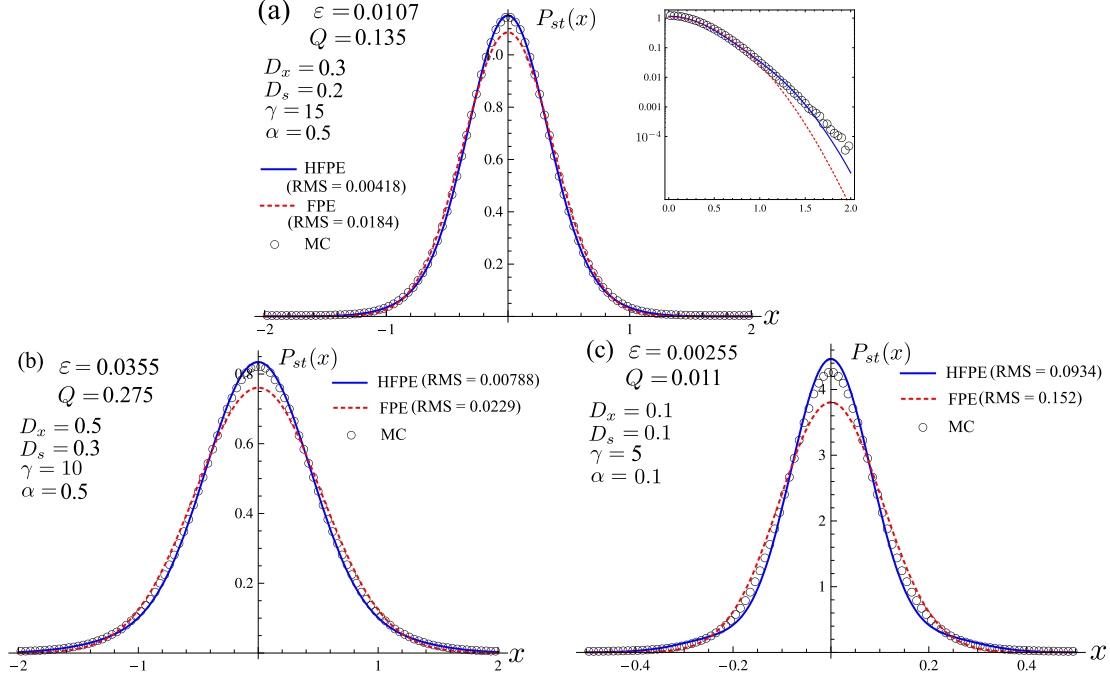 (a) ε = 0.0107 P_st(x)
Q = 0.135
D_x = 0.3
D_s = 0.2
γ = 15
α = 0.5
HFPE
(RMS = 0.00418)
FPE
(RMS = 0.0184)
MC
.0
0.8
0.6
0.4
0.2
−2 −1 1 2 x
1
0.1
0.01
0.001
10^−4
0.0 0.5 1.0 1.5 2.0
(b) ε = 0.0355 P_st(x)
Q = 0.275
D_x = 0.5
D_s = 0.3
γ = 10
α = 0.5
HFPE (RMS = 0.00788)
FPE (RMS = 0.0229)
MC
0.8
0.6
0.4
0.2
−2 −1 1 2 x
(c) ε = 0.00255 P_st(x)
Q = 0.011
D_x = 0.1
D_s = 0.1
γ = 5
α = 0.1
HFPE (RMS = 0.0934)
FPE (RMS = 0.152)
MC
4
3
2
1
−0.4 −0.2 0.2 0.4 x